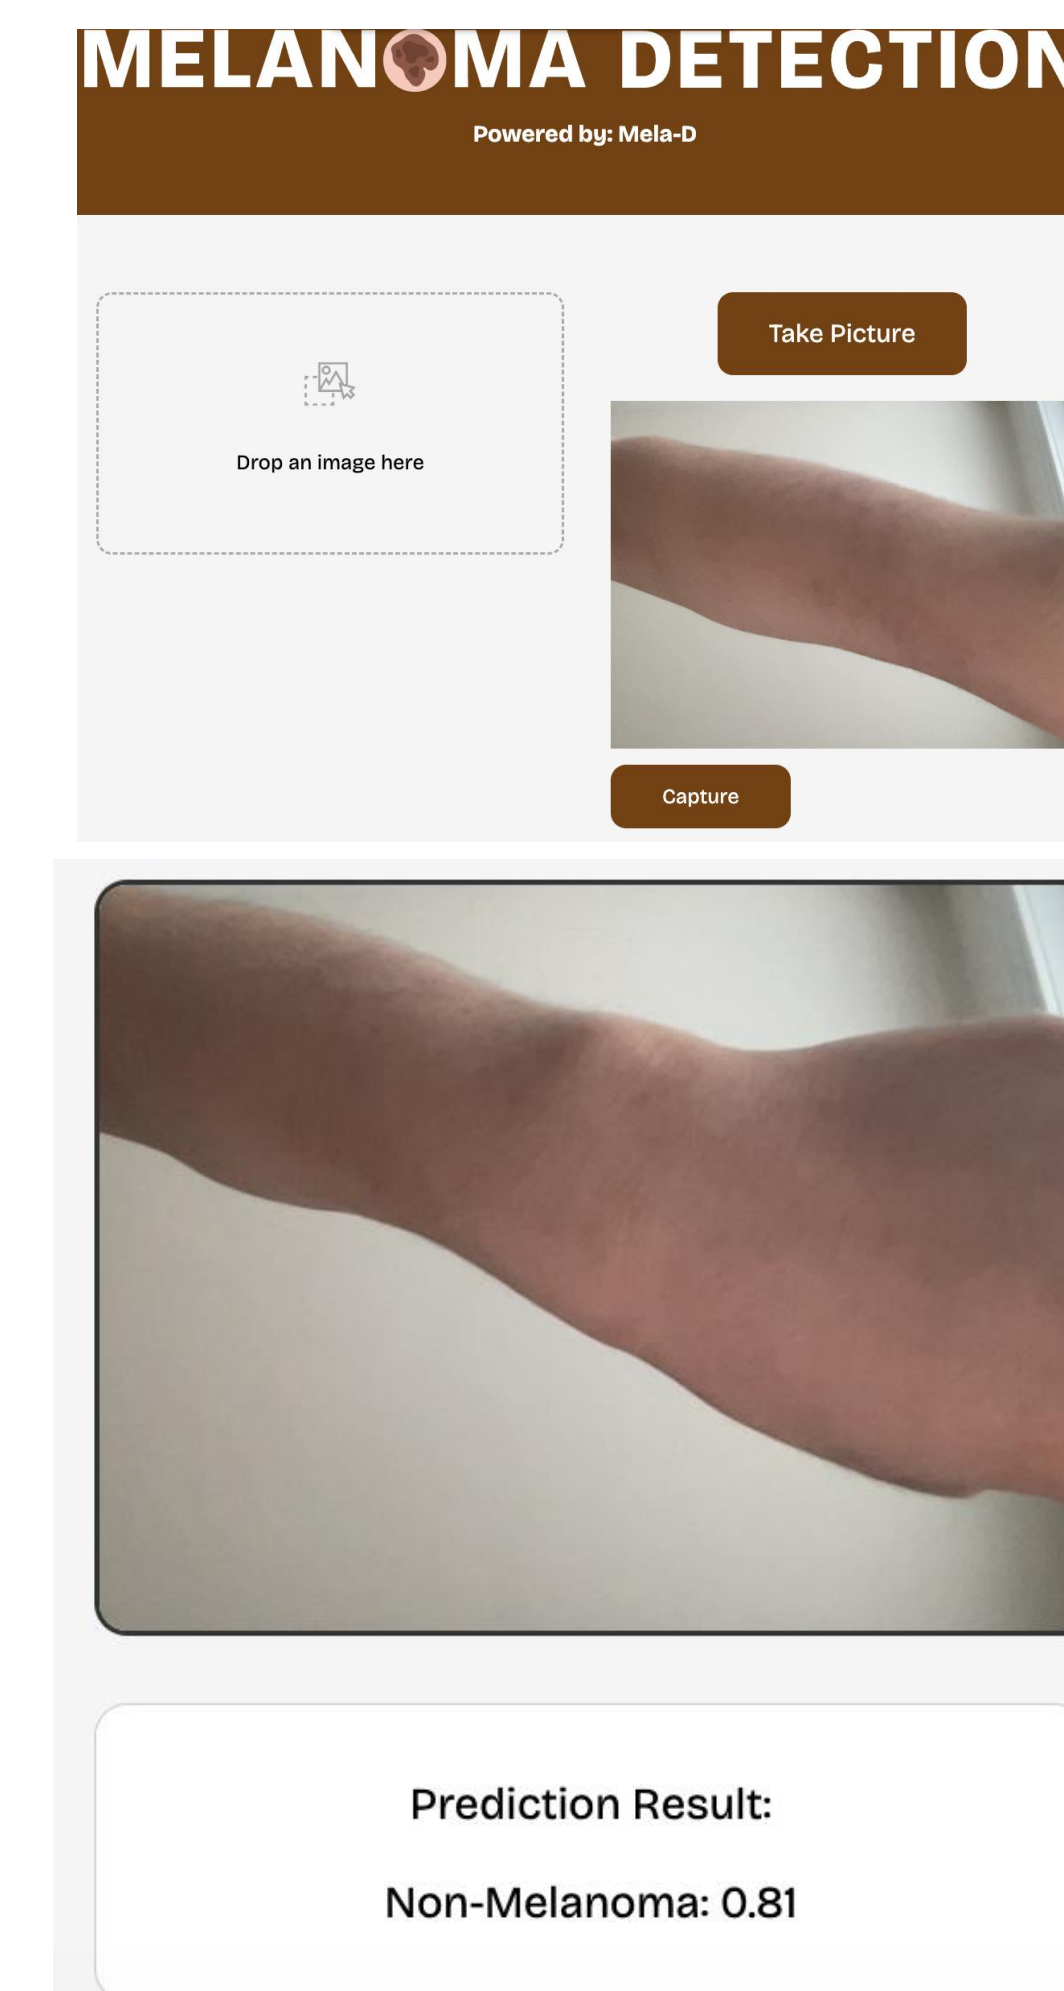 MELANOMA DETECTION
Powered by: Mela-D
Take Picture
Drop an image here
Capture
Prediction Result:
Non-Melanoma: 0.81